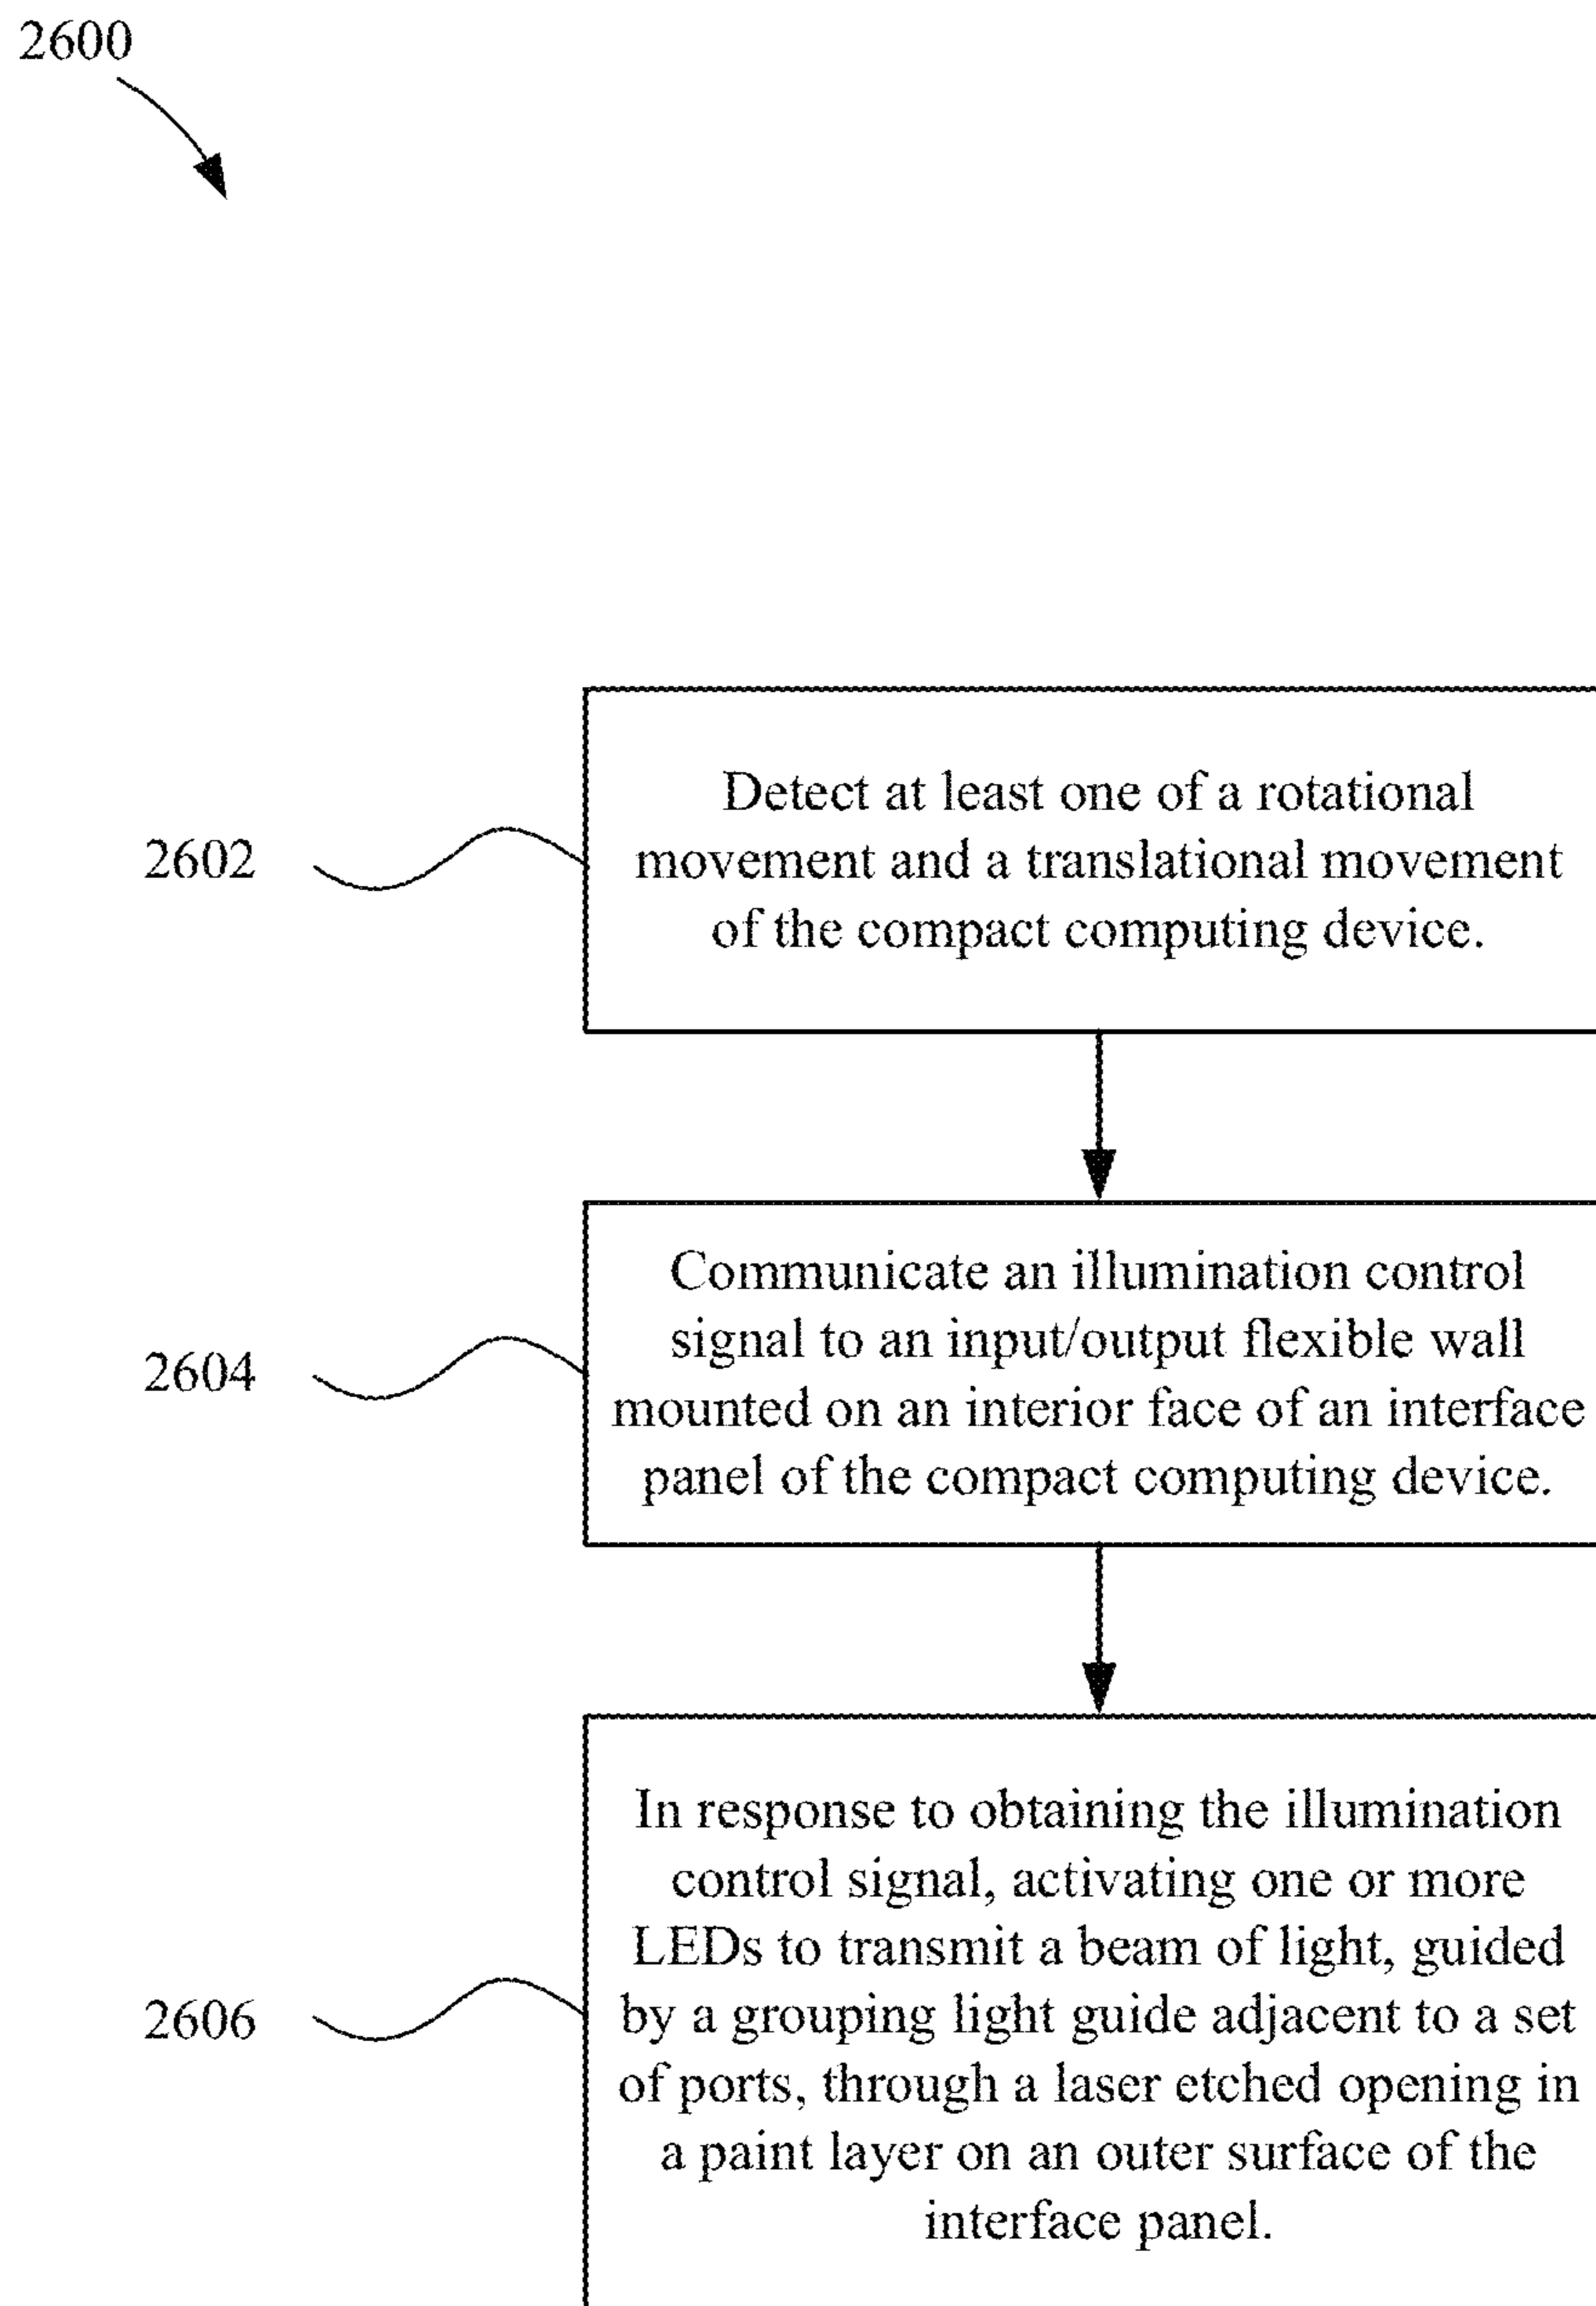 2600
2602
Detect at least one of a rotational
movement and a translational movement
of the compact computing device.
2604
Communicate an illumination control
signal to an input/output flexible wall
mounted on an interior face of an interface
panel of the compact computing device.
2606
In response to obtaining the illumination
control signal, activating one or more
LEDs to transmit a beam of light, guided
by a grouping light guide adjacent to a set
of ports, through a laser etched opening in
a paint layer on an outer surface of the
interface panel.